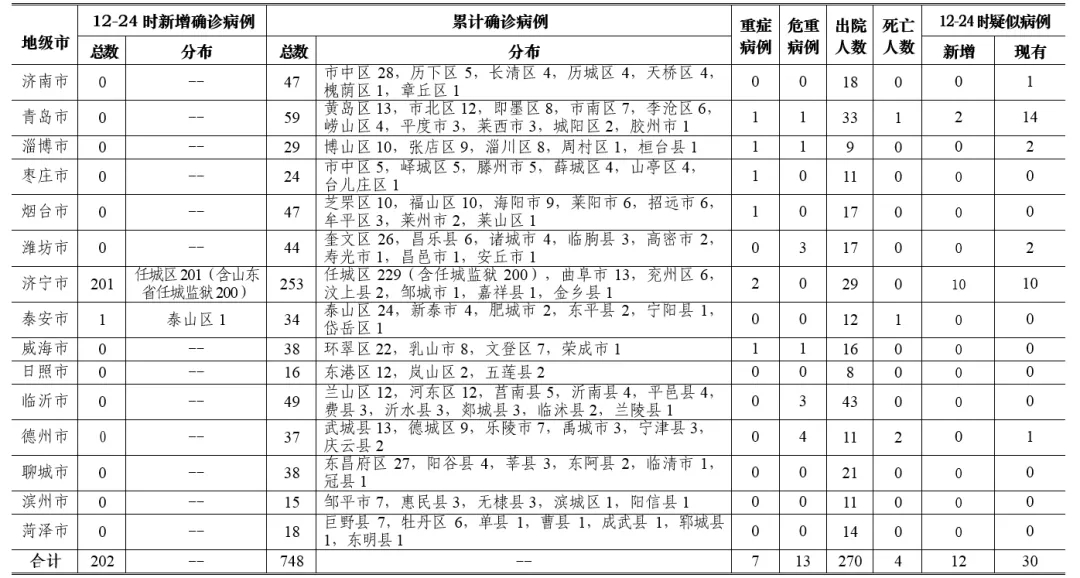 地级市 12-24 时新增确诊病例 累计确诊病例 重症病例 危重病例 出院人数 死亡人数 12-24 时疑似病例
总数 分布 总数 分布 新增 现有
济南市 0 -- 47 市中区 28，历下区 5，长清区 4，历城区 4，天桥区 4， 0 0 18 0 0 1
槐荫区 1，章丘区 1
青岛市 0 -- 59 黄岛区 13，市北区 12，即墨区 8，市南区 7，李沧区 6， 1 1 33 1 2 14
崂山区 4，平度市 3，莱西市 3，城阳区 2，胶州市 1
淄博市 0 -- 29 博山区 10，张店区 9，淄川区 8，周村区 1，桓台县 1 1 1 9 0 0 2
枣庄市 0 -- 24 市中区 5，峄城区 5，滕州市 5，薛城区 4，山亭区 4， 1 0 11 0 0 0
台儿庄区 1
烟台市 0 -- 47 芝罘区 10，福山区 10，海阳市 9，莱阳市 6，招远市 6， 1 0 17 0 0 0
牟平区 3，莱州市 2，莱山区 1
潍坊市 0 -- 44 奎文区 26，昌乐县 6，诸城市 4，临朐县 3，高密市 2， 0 3 17 0 0 2
寿光市 1，昌邑市 1，安丘市 1
济宁市 201 任城区 201（含山东 253 任城区 229（含任城监狱 200），曲阜市 13，兖州区 6， 2 0 29 0 10 10
省任城监狱 200） 汶上县 2，邹城市 1，嘉祥县 1，金乡县 1
泰安市 1 泰山区 1 34 泰山区 24，新泰市 4，肥城市 2，东平县 2，宁阳县 1， 0 0 12 1 0 0
岱岳区 1
威海市 0 -- 38 环翠区 22，乳山市 8，文登区 7，荣成市 1 1 1 16 0 0 0
日照市 0 -- 16 东港区 12，岚山区 2，五莲县 2 0 0 8 0 0 0
临沂市 0 -- 49 兰山区 12，河东区 12，莒南县 5，沂南县 4，平邑县 4， 0 3 43 0 0 0
费县 3，沂水县 3，郯城县 3，临沭县 2，兰陵县 1
德州市 0 -- 37 武城县 13，德城区 9，乐陵市 7，禹城市 3，宁津县 3， 0 4 11 2 0 1
庆云县 2
聊城市 0 -- 38 东昌府区 27，阳谷县 4，莘县 3，东阿县 2，临清市 1， 0 0 21 0 0 0
冠县 1
滨州市 0 -- 15 邹平市 7，惠民县 3，无棣县 3，滨城区 1，阳信县 1 0 0 11 0 0 0
菏泽市 0 -- 18 巨野县 7，牡丹区 6，单县 1，曹县 1，成武县 1，郓城县 0 0 14 0 0 0
1，东明县 1
合计 202 -- 748 -- 7 13 270 4 12 30